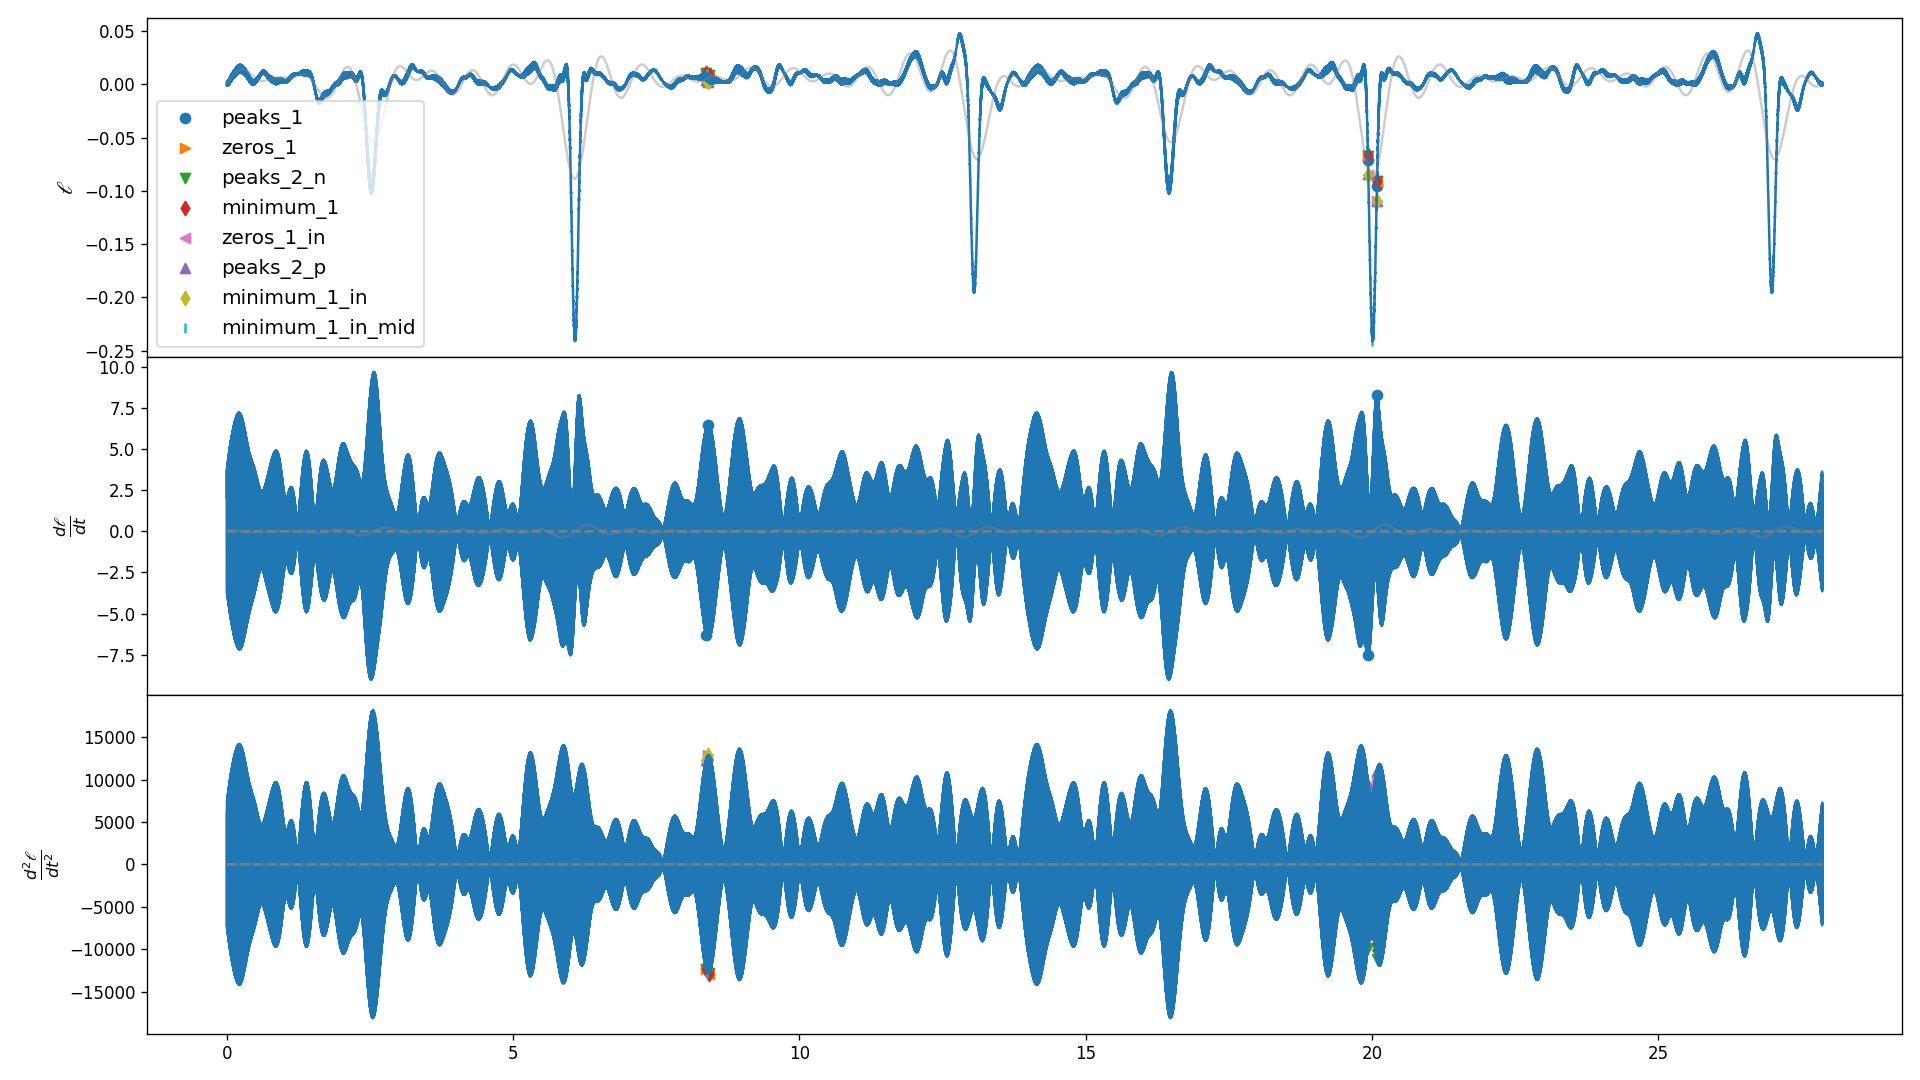 0.05
0.00
−0.05
−0.10
−0.15
−0.20
−0.25
ℓ
peaks_1
zeros_1
peaks_2_n
minimum_1
zeros_1_in
peaks_2_p
minimum_1_in
minimum_1_in_mid
10.0
7.5
5.0
2.5
0.0
−2.5
−5.0
−7.5
dℓ
dt
15000
10000
5000
0
−5000
−10000
−15000
d²ℓ
dt²
0 5 10 15 20 25